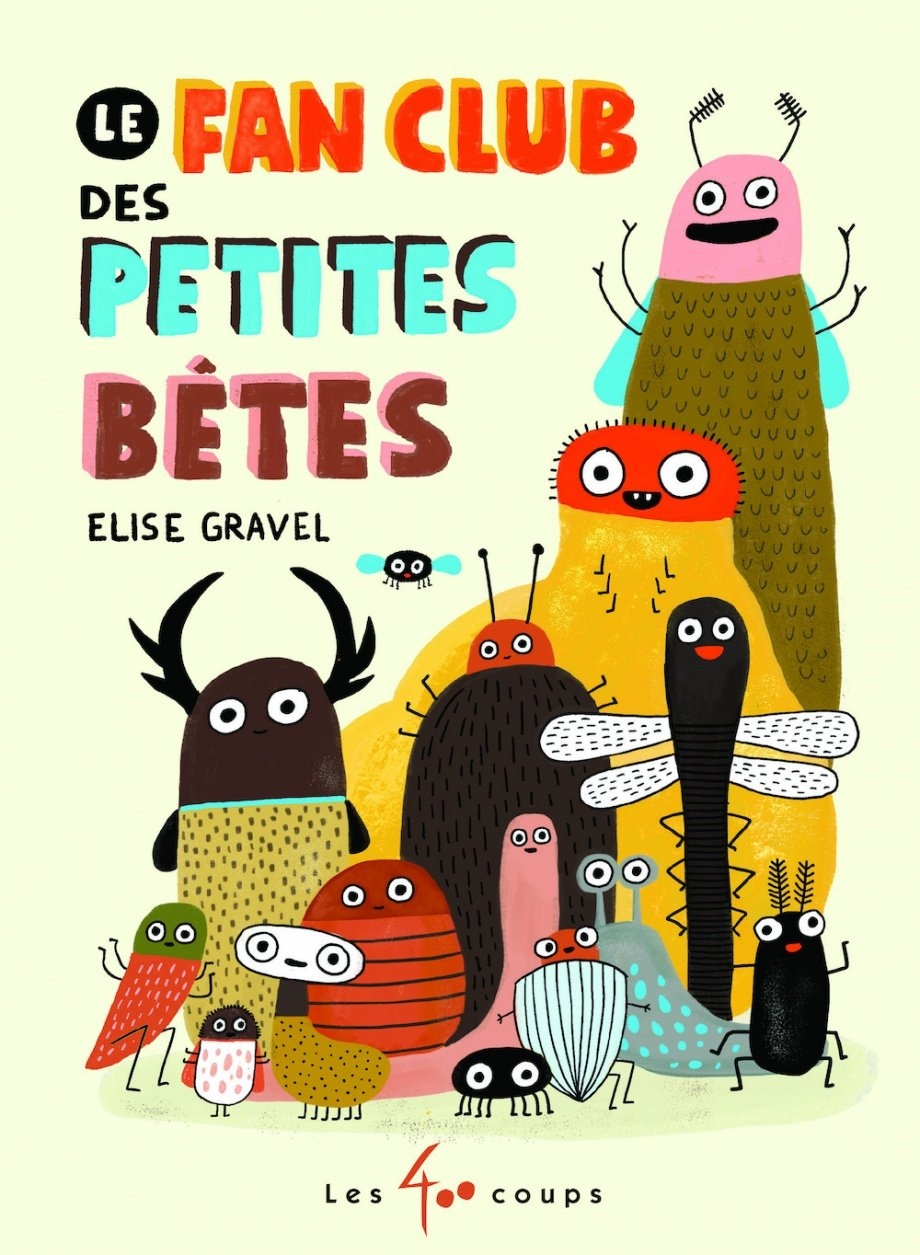 LE FAN CLUB
DES
PETITES
BÊTES
ELISE GRAVEL
Les 400 coups